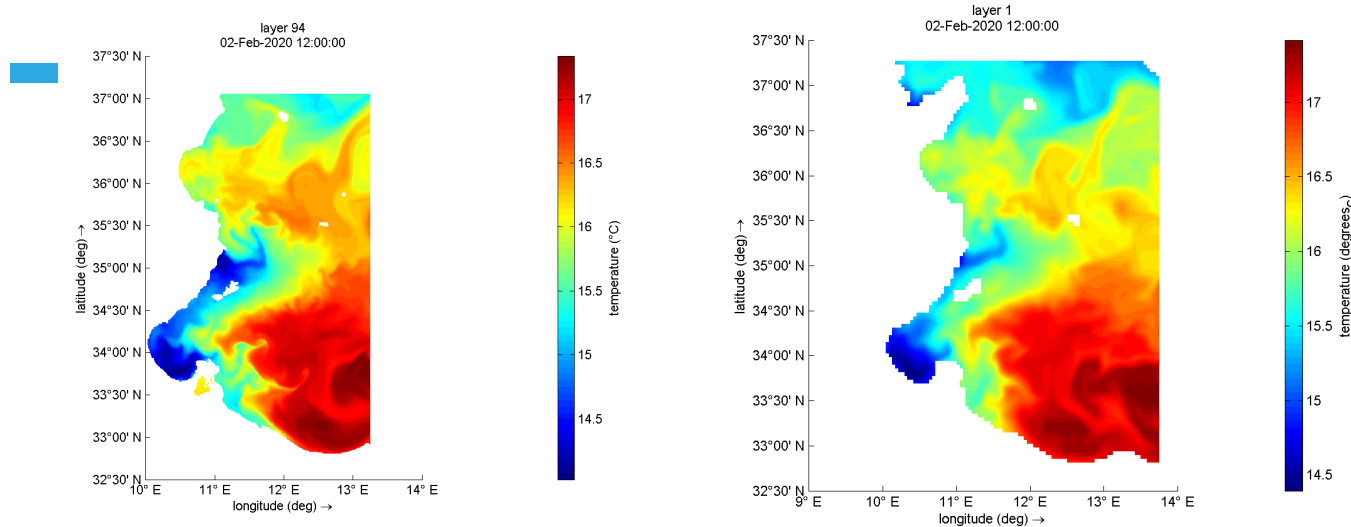 layer 94
02-Feb-2020 12:00:00
37°30' N
37°00' N
36°30' N
36°00' N
35°30' N
35°00' N
34°30' N
34°00' N
33°30' N
33°00' N
32°30' N
latitude (deg) →
10° E
11° E
12° E
13° E
14° E
longitude (deg) →
17
16.5
16
15.5
15
14.5
temperature (°C)
layer 1
02-Feb-2020 12:00:00
37°30' N
37°00' N
36°30' N
36°00' N
35°30' N
35°00' N
34°30' N
34°00' N
33°30' N
33°00' N
32°30' N
latitude (deg) →
9° E
10° E
11° E
12° E
13° E
14° E
longitude (deg) →
17
16.5
16
15.5
15
14.5
temperature (degreesC)